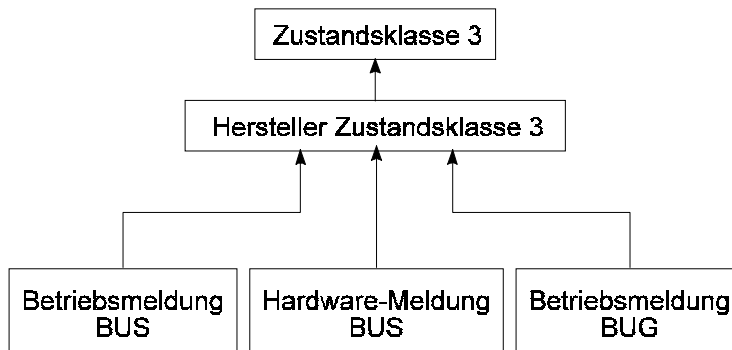 Zustandsklasse 3
Hersteller Zustandsklasse 3
Betriebsmeldung
BUS
Hardware-Meldung
BUS
Betriebsmeldung
BUG